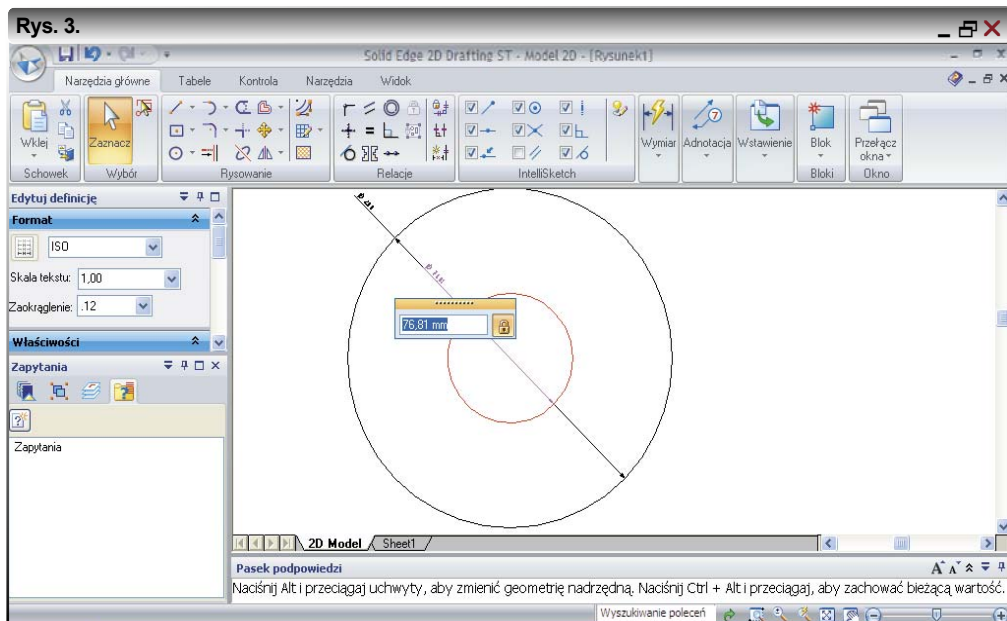 Rys. 3.
Solid Edge 2D Drafting ST - Model 2D - [Rysunek1]
Narzędzia główne Tabele Kontrola Narzędzia Widok
Wklej Zaznacz Wymiar Adnotacja Wstawienie Blok Przełącz okna
Schowek Wybór Rysowanie Relacje IntelliSketch Bloki Okno
Edytuj definicję
Format
ISO
Skala tekstu: 1,00
Zaokrąglenie: .12
Właściwości
Zapytania
Zapytania
76,81 mm
2D Model Sheet1
Pasek podpowiedzi
Naciśnij Alt i przeciągaj uchwyty, aby zmienić geometrię nadrzędną. Naciśnij Ctrl + Alt i przeciągaj, aby zachować bieżącą wartość.
Wyszukiwanie poleceń